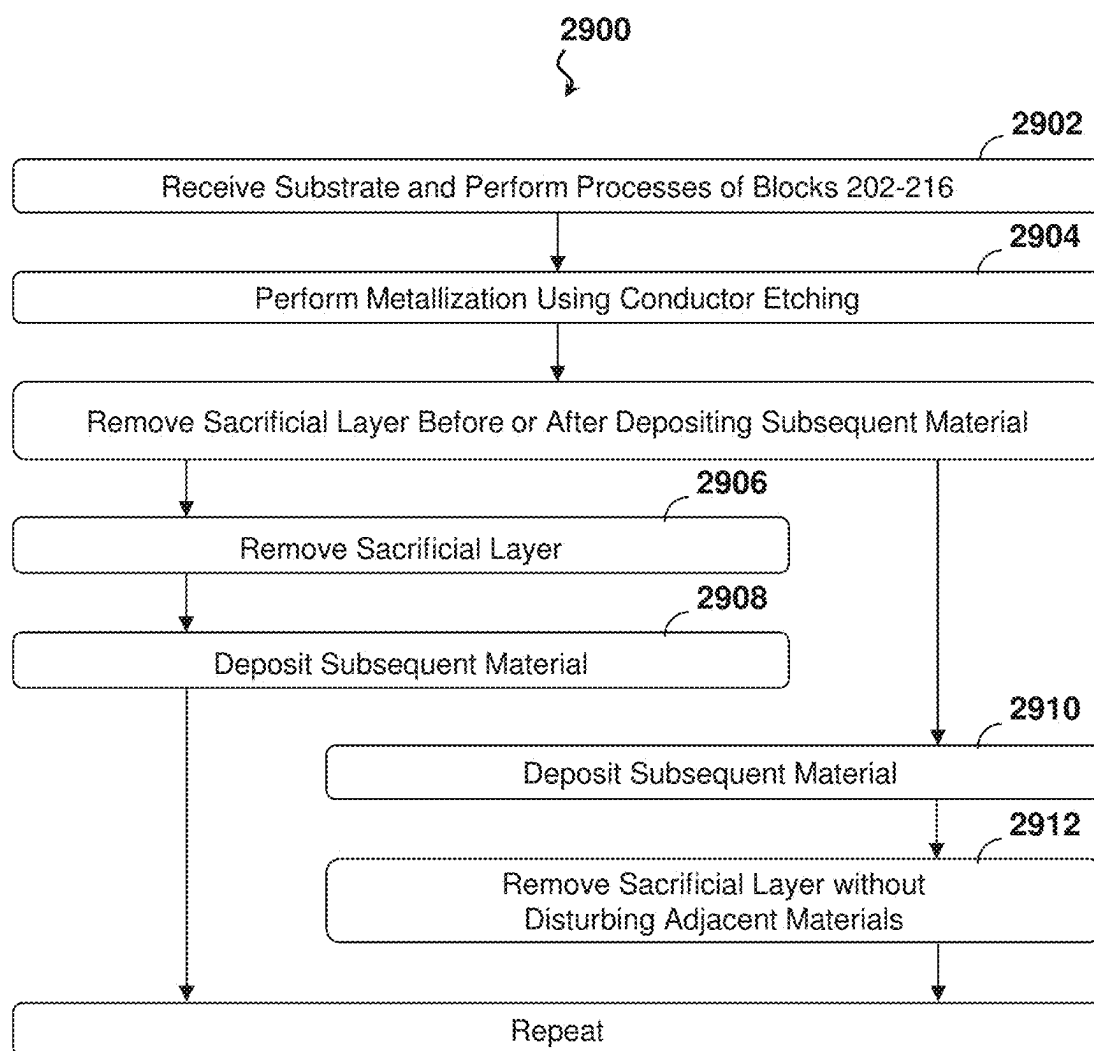 2900
2902
Receive Substrate and Perform Processes of Blocks 202-216
2904
Perform Metallization Using Conductor Etching
Remove Sacrificial Layer Before or After Depositing Subsequent Material
2906
Remove Sacrificial Layer
2908
Deposit Subsequent Material
2910
Deposit Subsequent Material
2912
Remove Sacrificial Layer without
Disturbing Adjacent Materials
Repeat